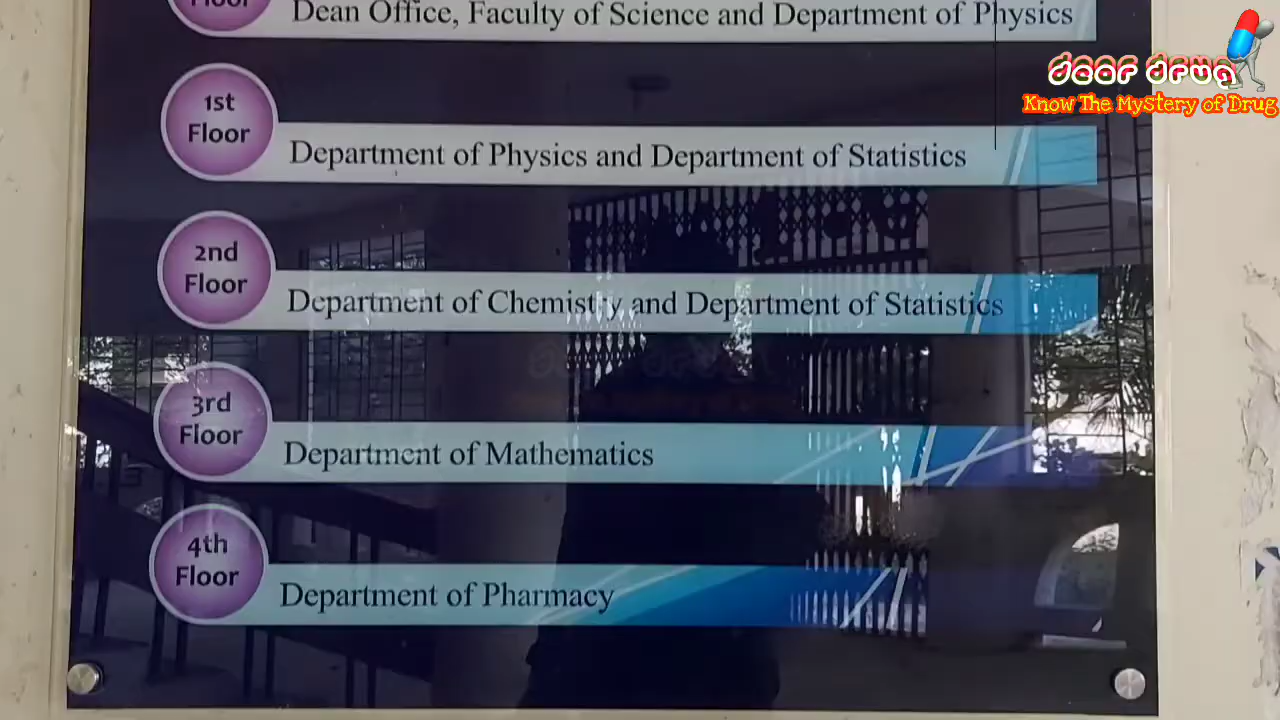 Floor
Dean Office, Faculty of Science and Department of Physics
1st
Floor
Department of Physics and Department of Statistics
2nd
Floor
Department of Chemistry and Department of Statistics
3rd
Floor
Department of Mathematics
4th
Floor
Department of Pharmacy
daar drug
Know The Mystery of Drug